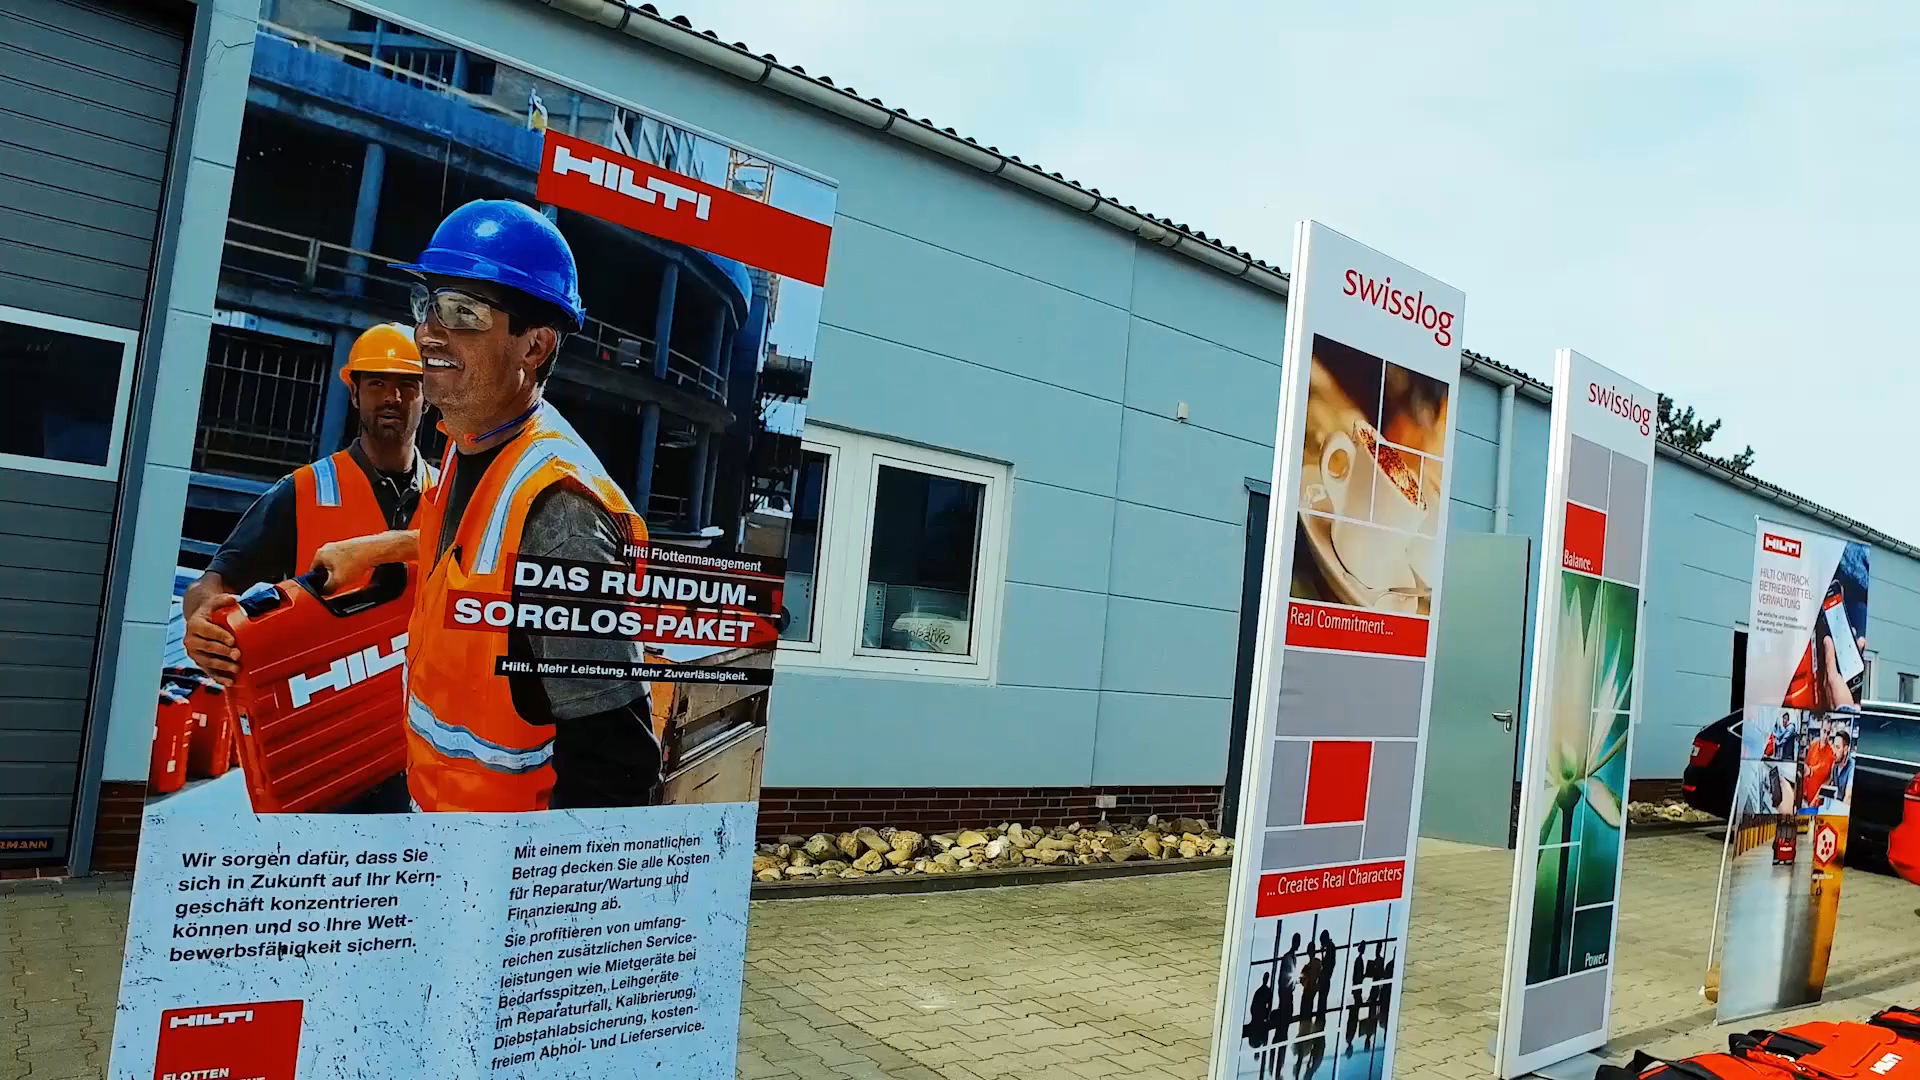 HILTI
Hilti Flottenmanagement
DAS RUNDUM-
SORGLOS-PAKET
Hilti. Mehr Leistung. Mehr Zuverlässigkeit.
Wir sorgen dafür, dass Sie
sich in Zukunft auf Ihr Kern-
geschäft konzentrieren
können und so Ihre Wett-
bewerbsfähigkeit sichern.
Mit einem fixen monatlichen
Betrag decken Sie alle Kosten
für Reparatur/Wartung und
Finanzierung ab.
Sie profitieren von umfang-
reichen zusätzlichen Service-
leistungen wie Mietgeräte bei
Bedarfsspitzen, Leihgeräte
im Reparaturfall, Kalibrierung,
Diebstahlabsicherung, kosten-
freiem Abhol- und Lieferservice.
HILTI
FLOTTEN
swisslog
Real Commitment...
...Creates Real Characters
swisslog
Balance.
Power.
HILTI
HILTI ON!TRACK
BETRIEBSMITTEL-
VERWALTUNG
HILTI